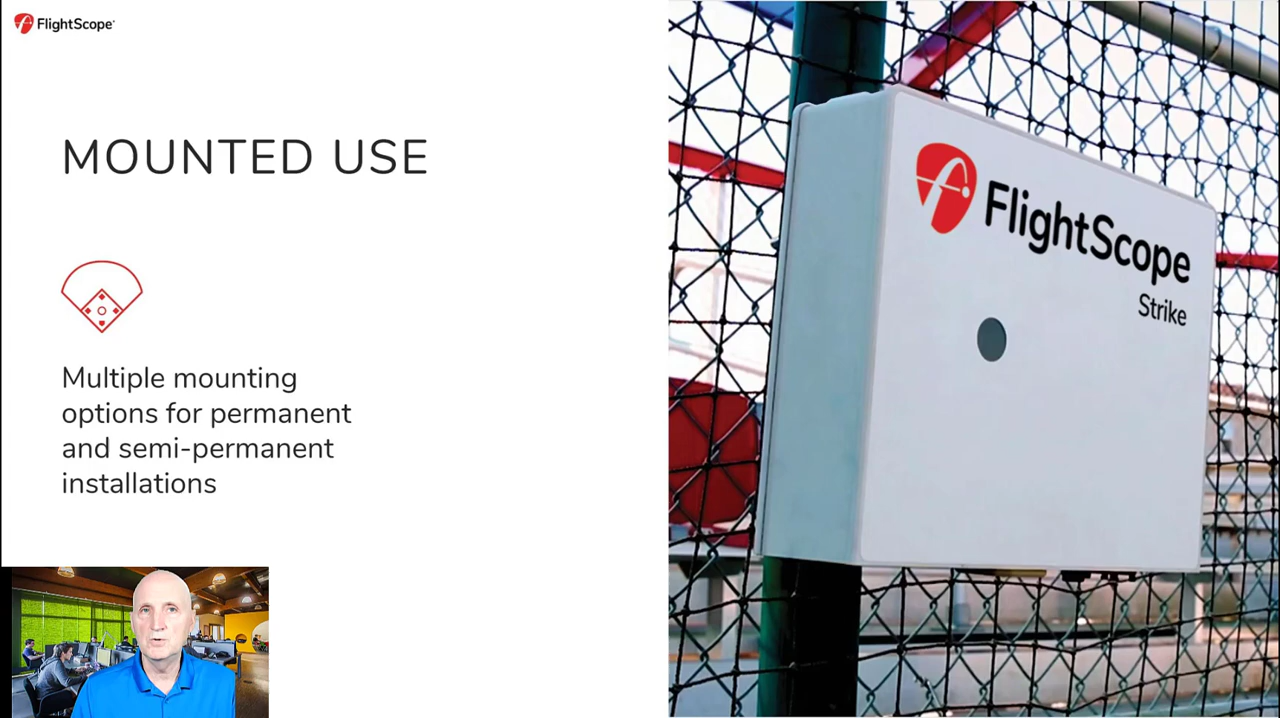 FlightScope
MOUNTED USE
Multiple mounting
options for permanent
and semi-permanent
installations
FlightScope
Strike